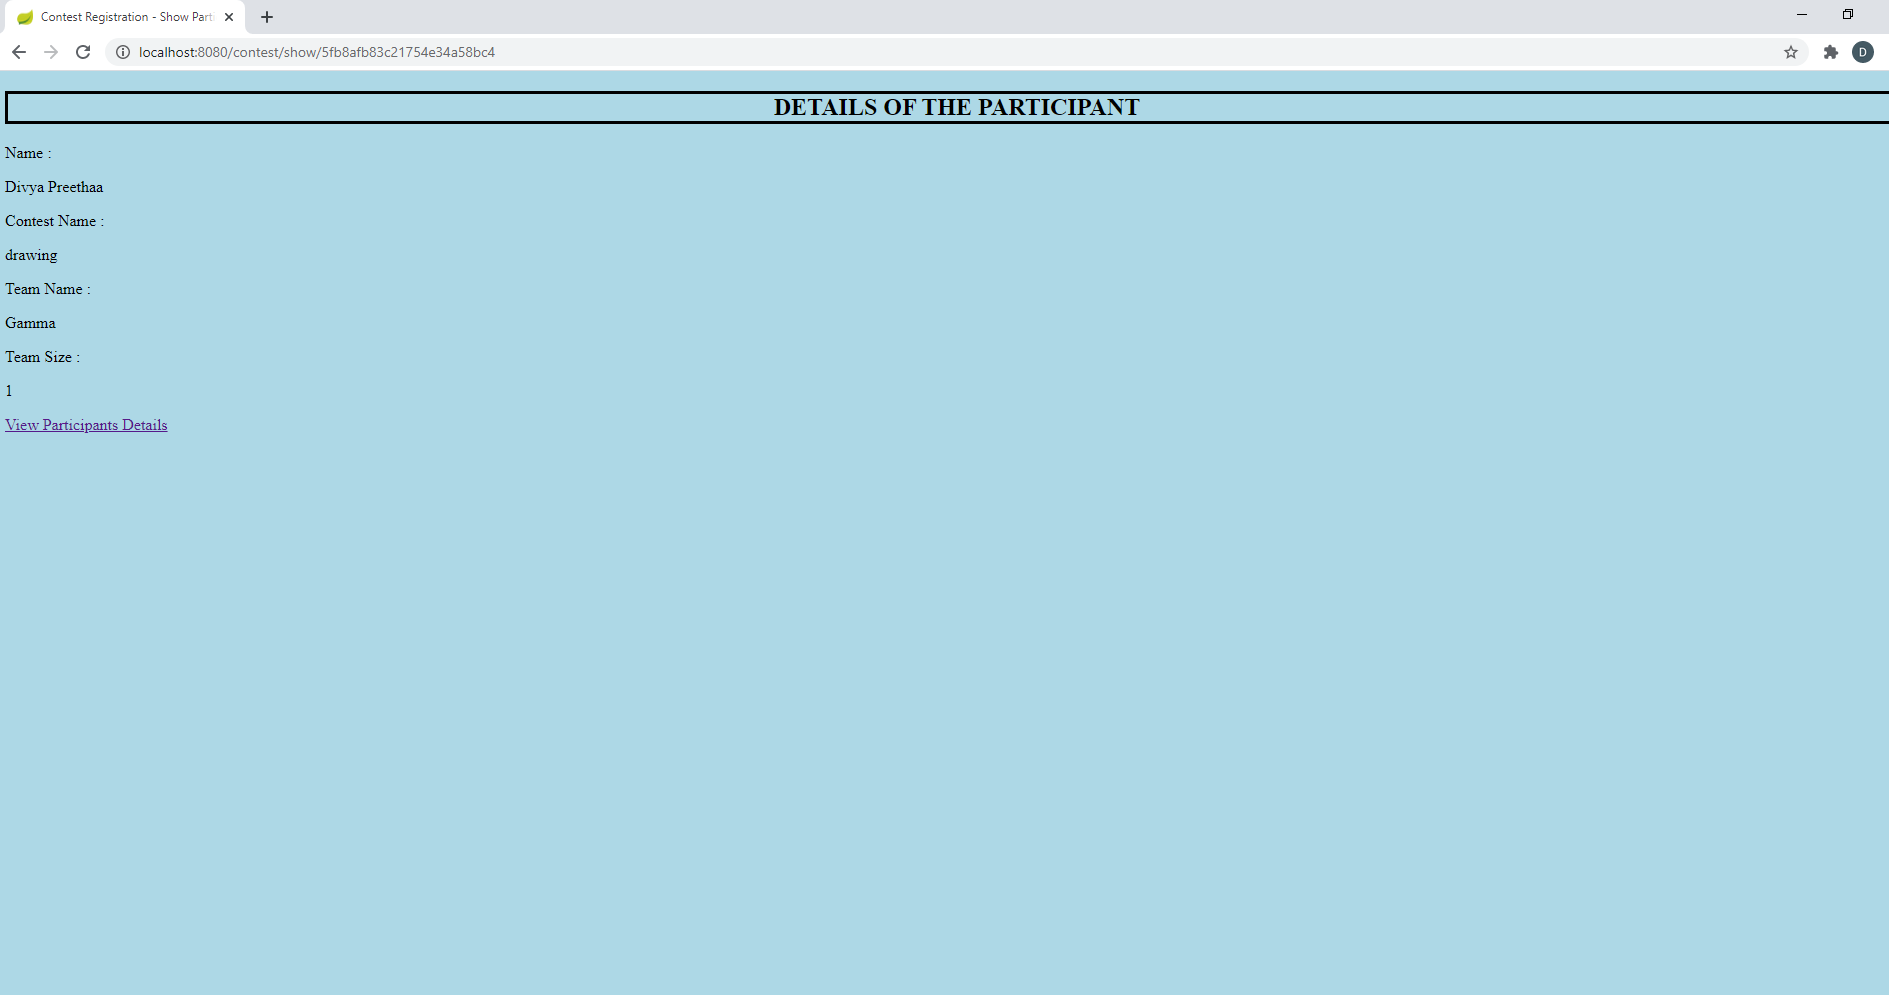 Contest Registration - Show Parti
localhost:8080/contest/show/5fb8afb83c21754e34a58bc4
D
DETAILS OF THE PARTICIPANT
Name :
Divya Preethaa
Contest Name :
drawing
Team Name :
Gamma
Team Size :
1
View Participants Details